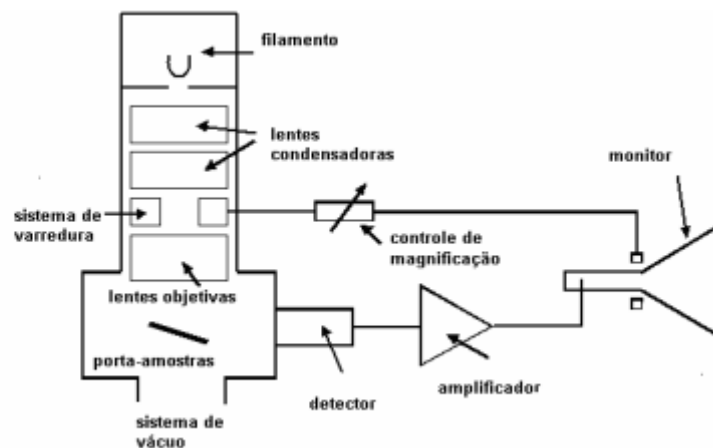 filamento
lentes
condensadoras
monitor
sistema de
varredura
controle de
magnificação
lentes objetivas
porta-amostras
amplificador
detector
sistema de
vácuo